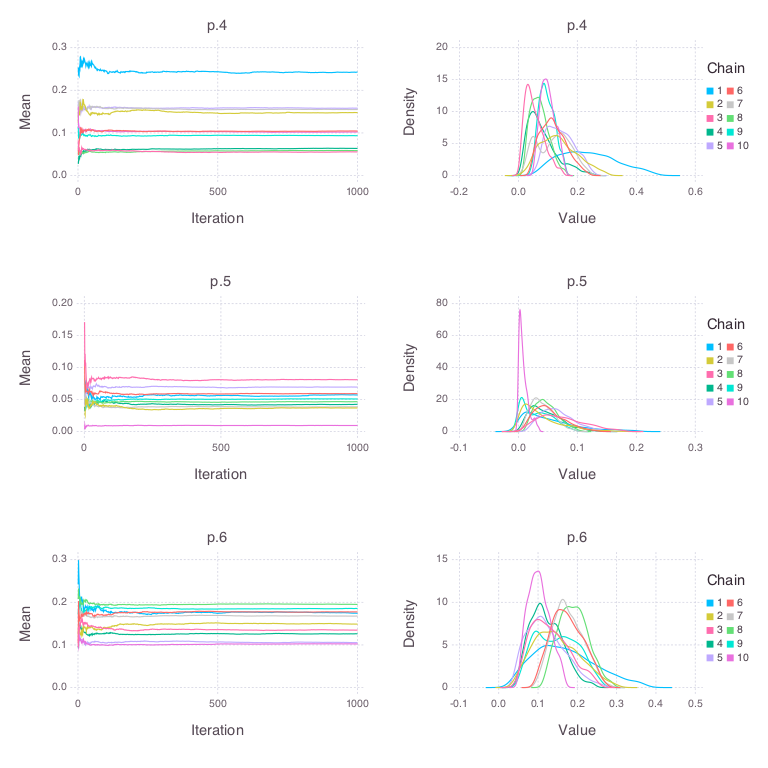 p.4
Mean
0.3
0.2
0.1
0.0
0 500 1000
Iteration
p.4
Density
20
15
10
5
0
-0.2 0.0 0.2 0.4 0.6
Value
Chain
1 6
2 7
3 8
4 9
5 10
p.5
Mean
0.20
0.15
0.10
0.05
0.00
0 500 1000
Iteration
p.5
Density
80
60
40
20
0
-0.1 0.0 0.1 0.2 0.3
Value
Chain
1 6
2 7
3 8
4 9
5 10
p.6
Mean
0.3
0.2
0.1
0.0
0 500 1000
Iteration
p.6
Density
15
10
5
0
-0.1 0.0 0.1 0.2 0.3 0.4 0.5
Value
Chain
1 6
2 7
3 8
4 9
5 10